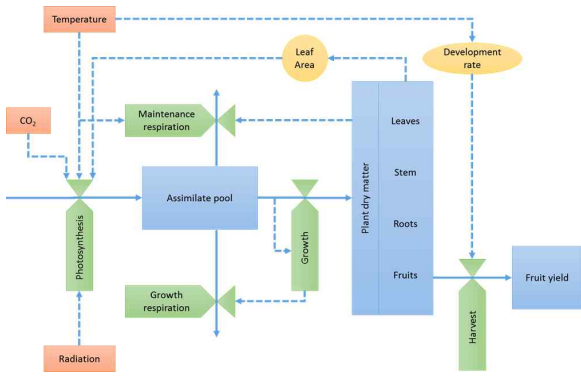 Temperature
Leaf
Area
Development
rate
CO₂
Maintenance
respiration
Leaves
Plant dry matter
Stem
Assimilate pool
Photosynthesis
Growth
Roots
Fruits
Growth
respiration
Fruit yield
Harvest
Radiation